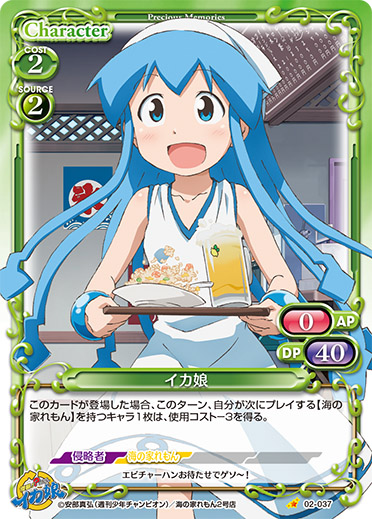 Precious Memories
Character
COST
2
SOURCE
2
氷
0 AP
DP 40
イカ娘
このカードが登場した場合、このターン、自分が次にプレイする【海の
家れもん】を持つキャラ1枚は、使用コスト-3を得る。
侵略者 海の家れもん
エビチャーハンお待たせでゲソ〜!
イカ娘
©安部真弘(週刊少年チャンピオン)/海の家れもん2号店
02-037